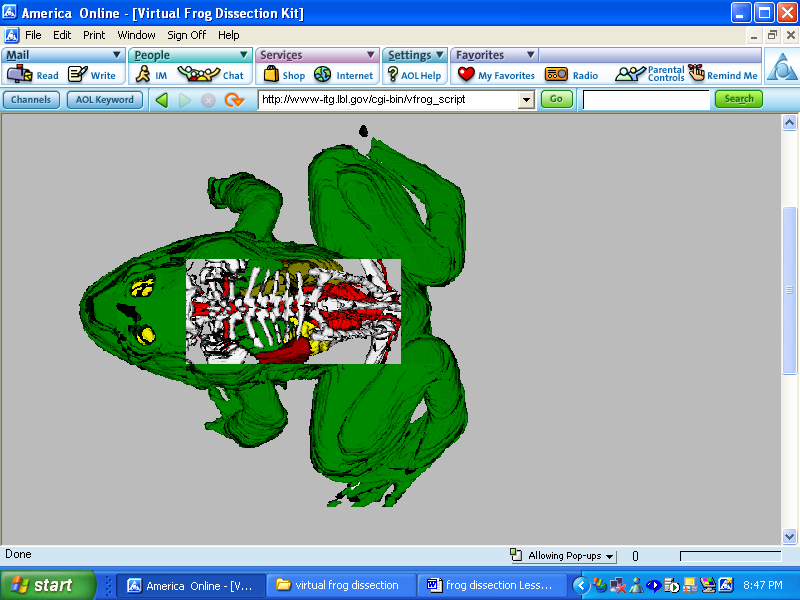 America Online - [Virtual Frog Dissection Kit]
File Edit Print Window Sign Off Help
Mail People Services Settings Favorites
Read Write IM Chat Shop Internet AOL Help My Favorites Radio Parental Controls Remind Me
Channels AOL Keyword http://www-itg.lbl.gov/cgi-bin/vfrog_script Go Search
Done Allowing Pop-ups 0
start America Online - [V... virtual frog dissection frog dissection Less... 8:47 PM